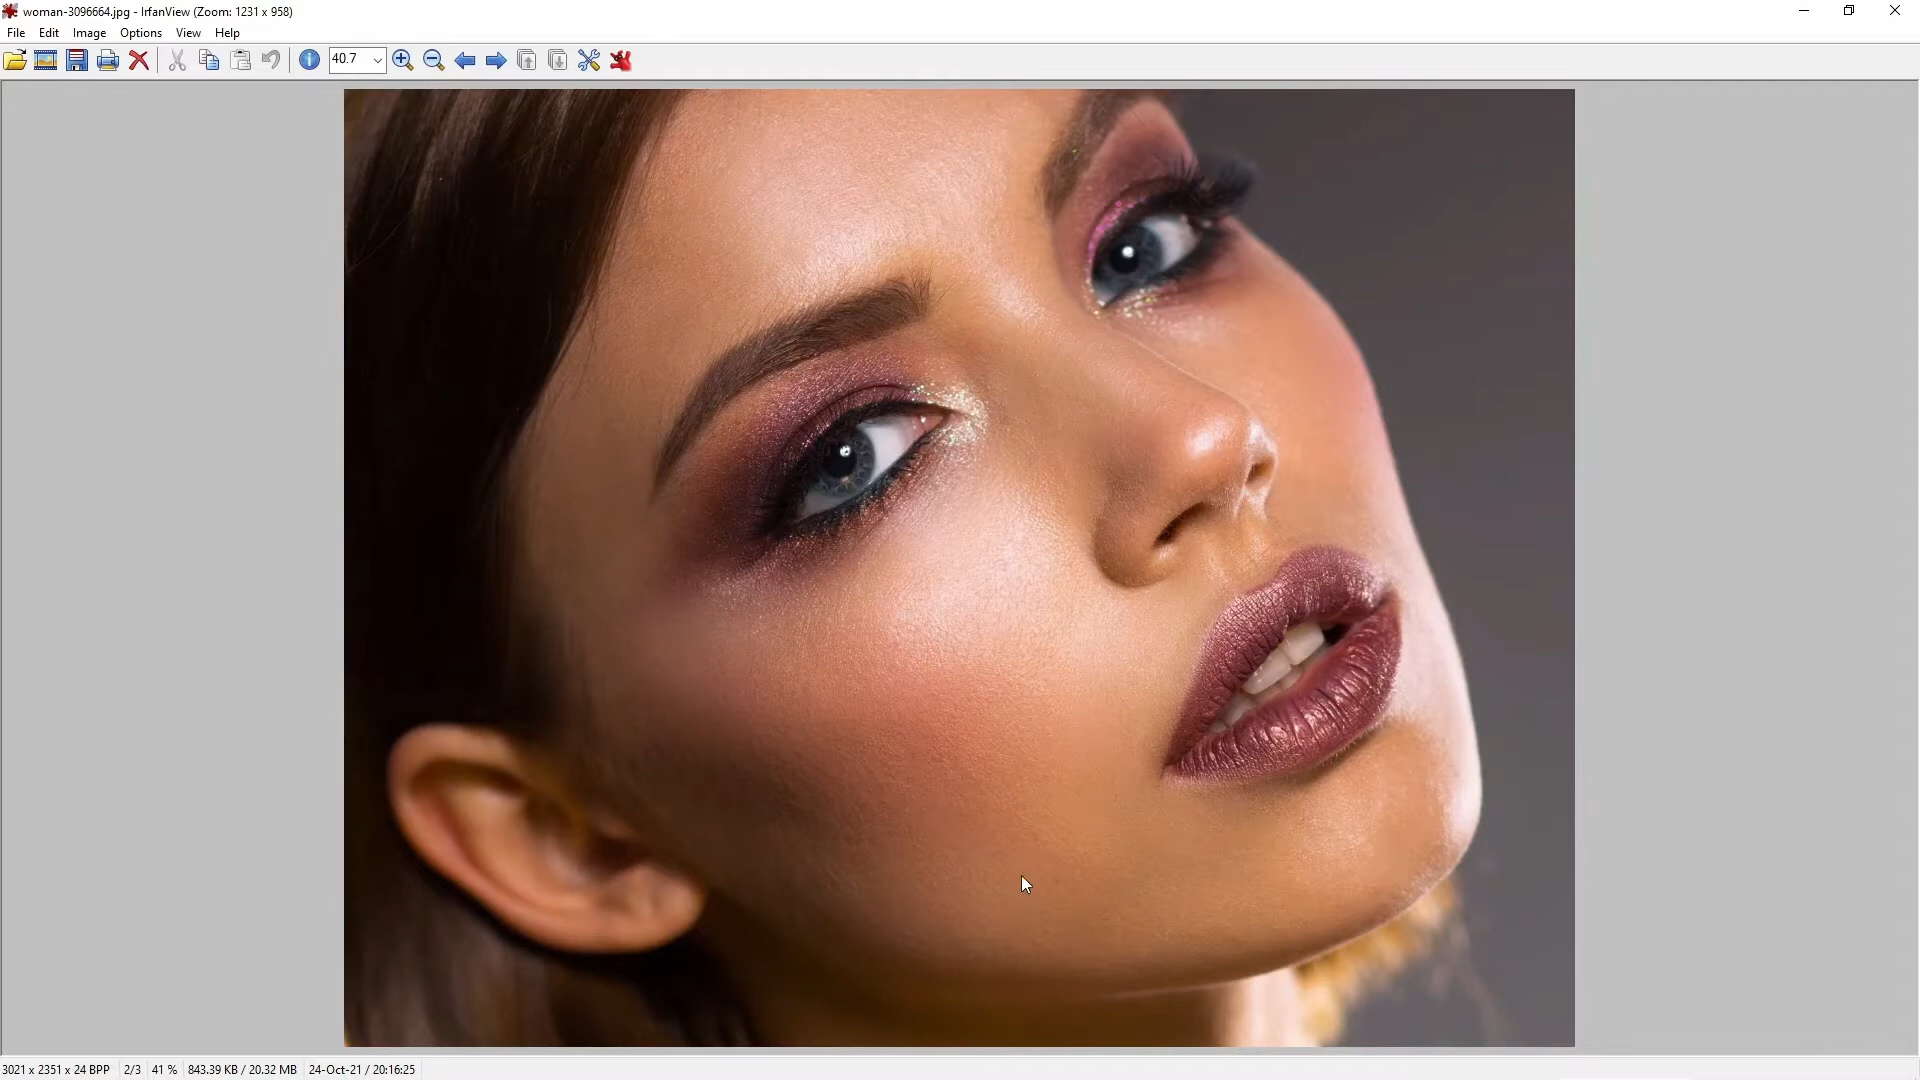 woman-3096664.jpg - IrfanView (Zoom: 1231 x 958)
File Edit Image Options View Help
40.7
3021 x 2351 x 24 BPP 2/3 41 % 843.39 KB / 20.32 MB 24-Oct-21 / 20:16:25